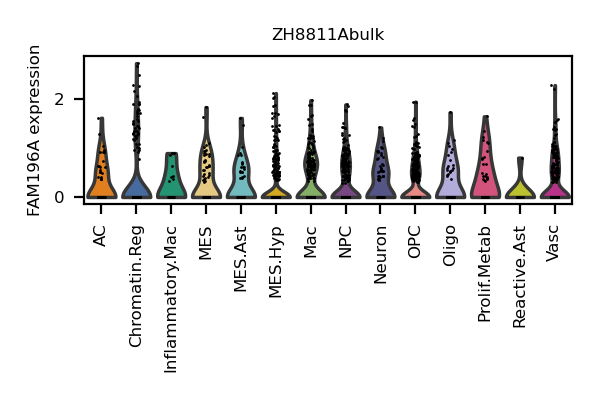 ZH8811Abulk
FAM196A expression
2
0
AC
Chromatin.Reg
Inflammatory.Mac
MES
MES.Ast
MES.Hyp
Mac
NPC
Neuron
OPC
Oligo
Prolif.Metab
Reactive.Ast
Vasc